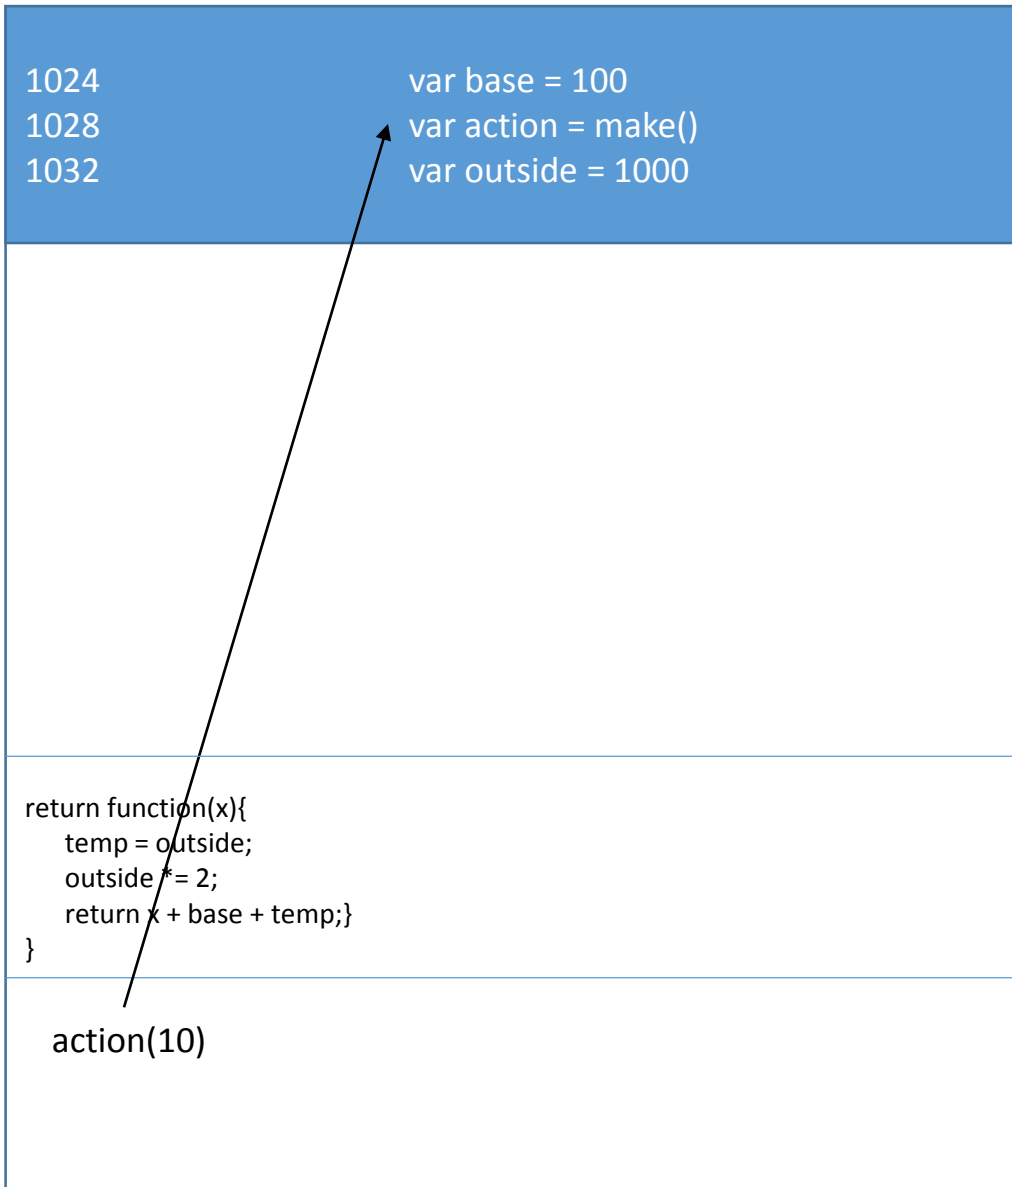 1024 var base = 100
1028 var action = make()
1032 var outside = 1000
return function(x){
temp = outside;
outside *= 2;
return x + base + temp;}
}
action(10)